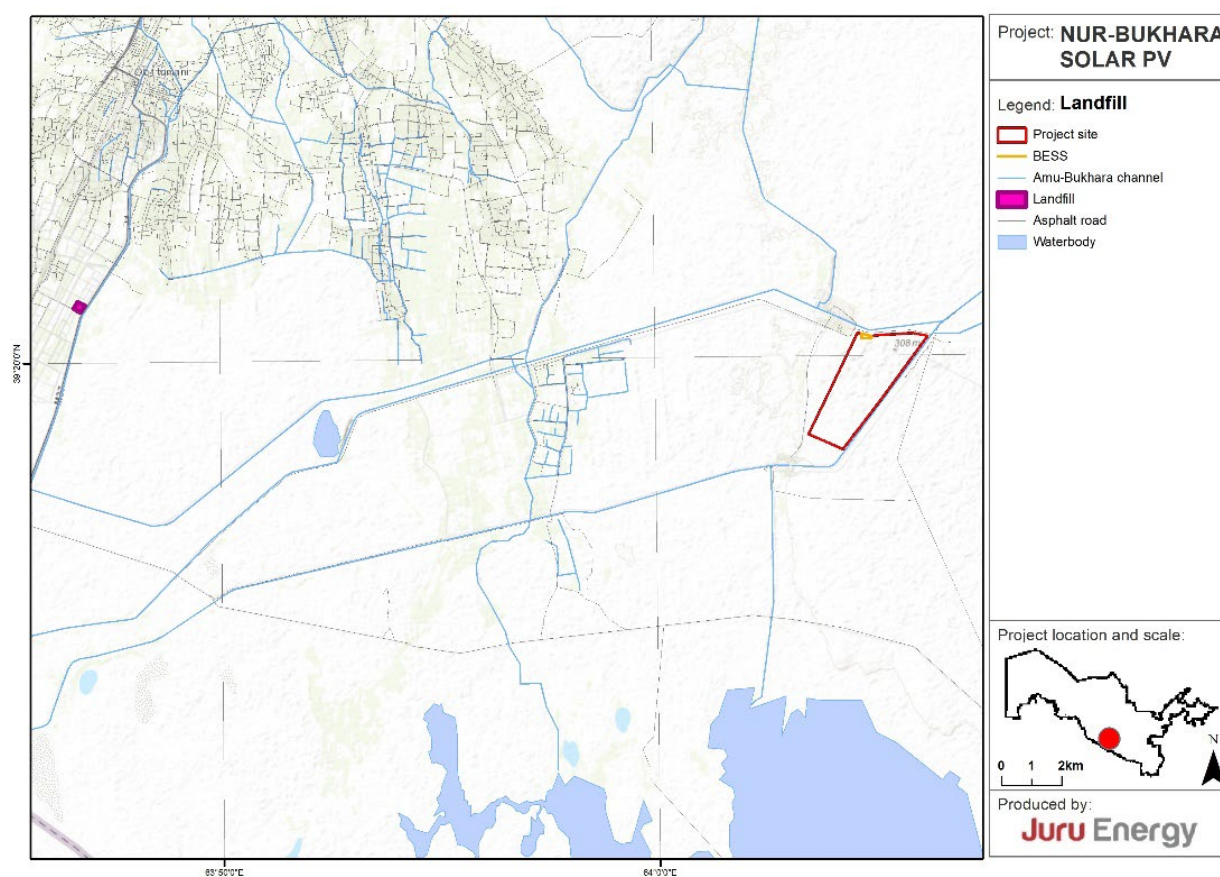 Project: NUR-BUKHARA
SOLAR PV
Legend: Landfill
Project site
BESS
Amu-Bukhara channel
Landfill
Asphalt road
Waterbody
308 m
39°20'0"N
63°50'0"E
64°0'0"E
Project location and scale:
N
0 1 2km
Produced by:
Juru Energy